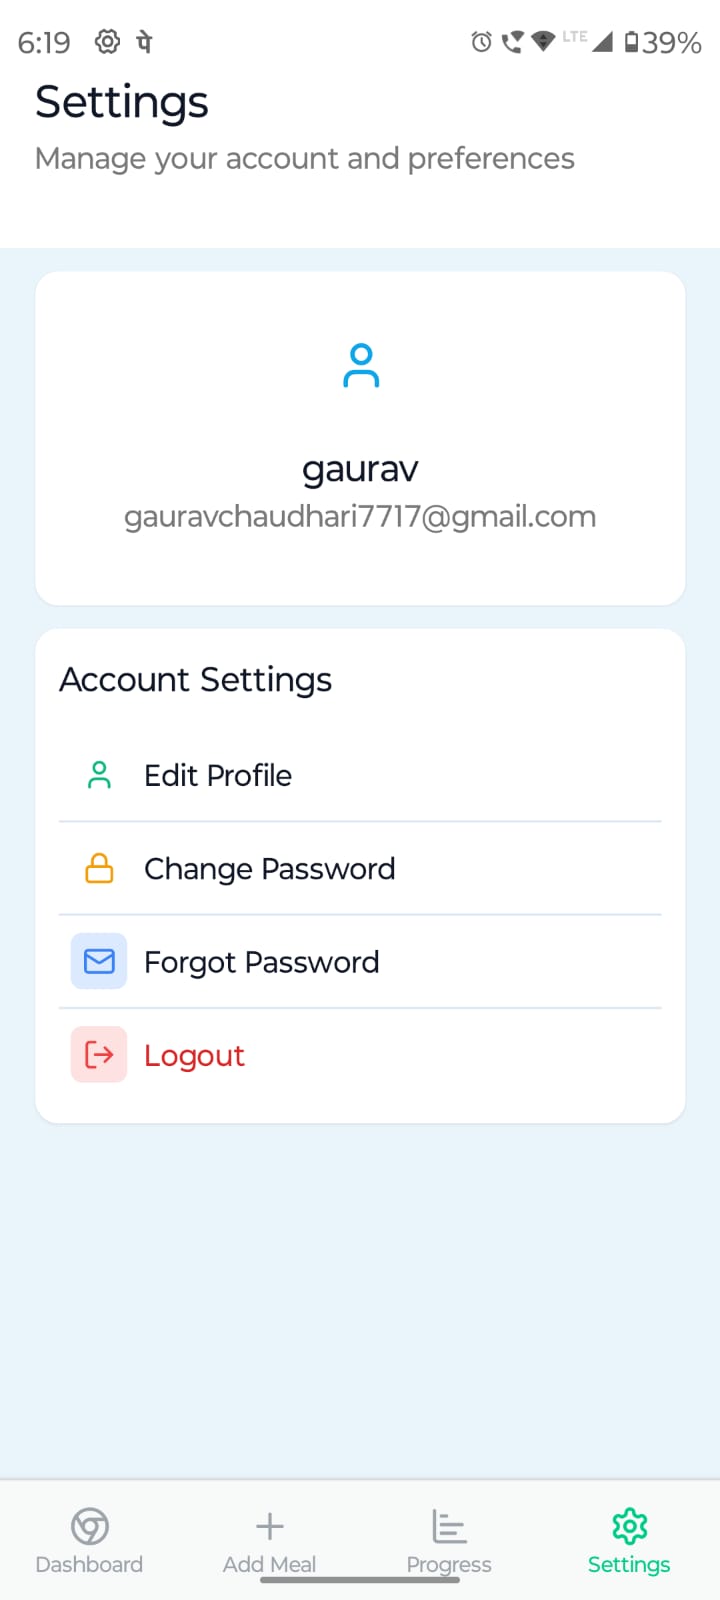 6:19 पे LTE 39%
Settings
Manage your account and preferences
gaurav
gauravchaudhari7717@gmail.com
Account Settings
Edit Profile
Change Password
Forgot Password
Logout
Dashboard Add Meal Progress Settings